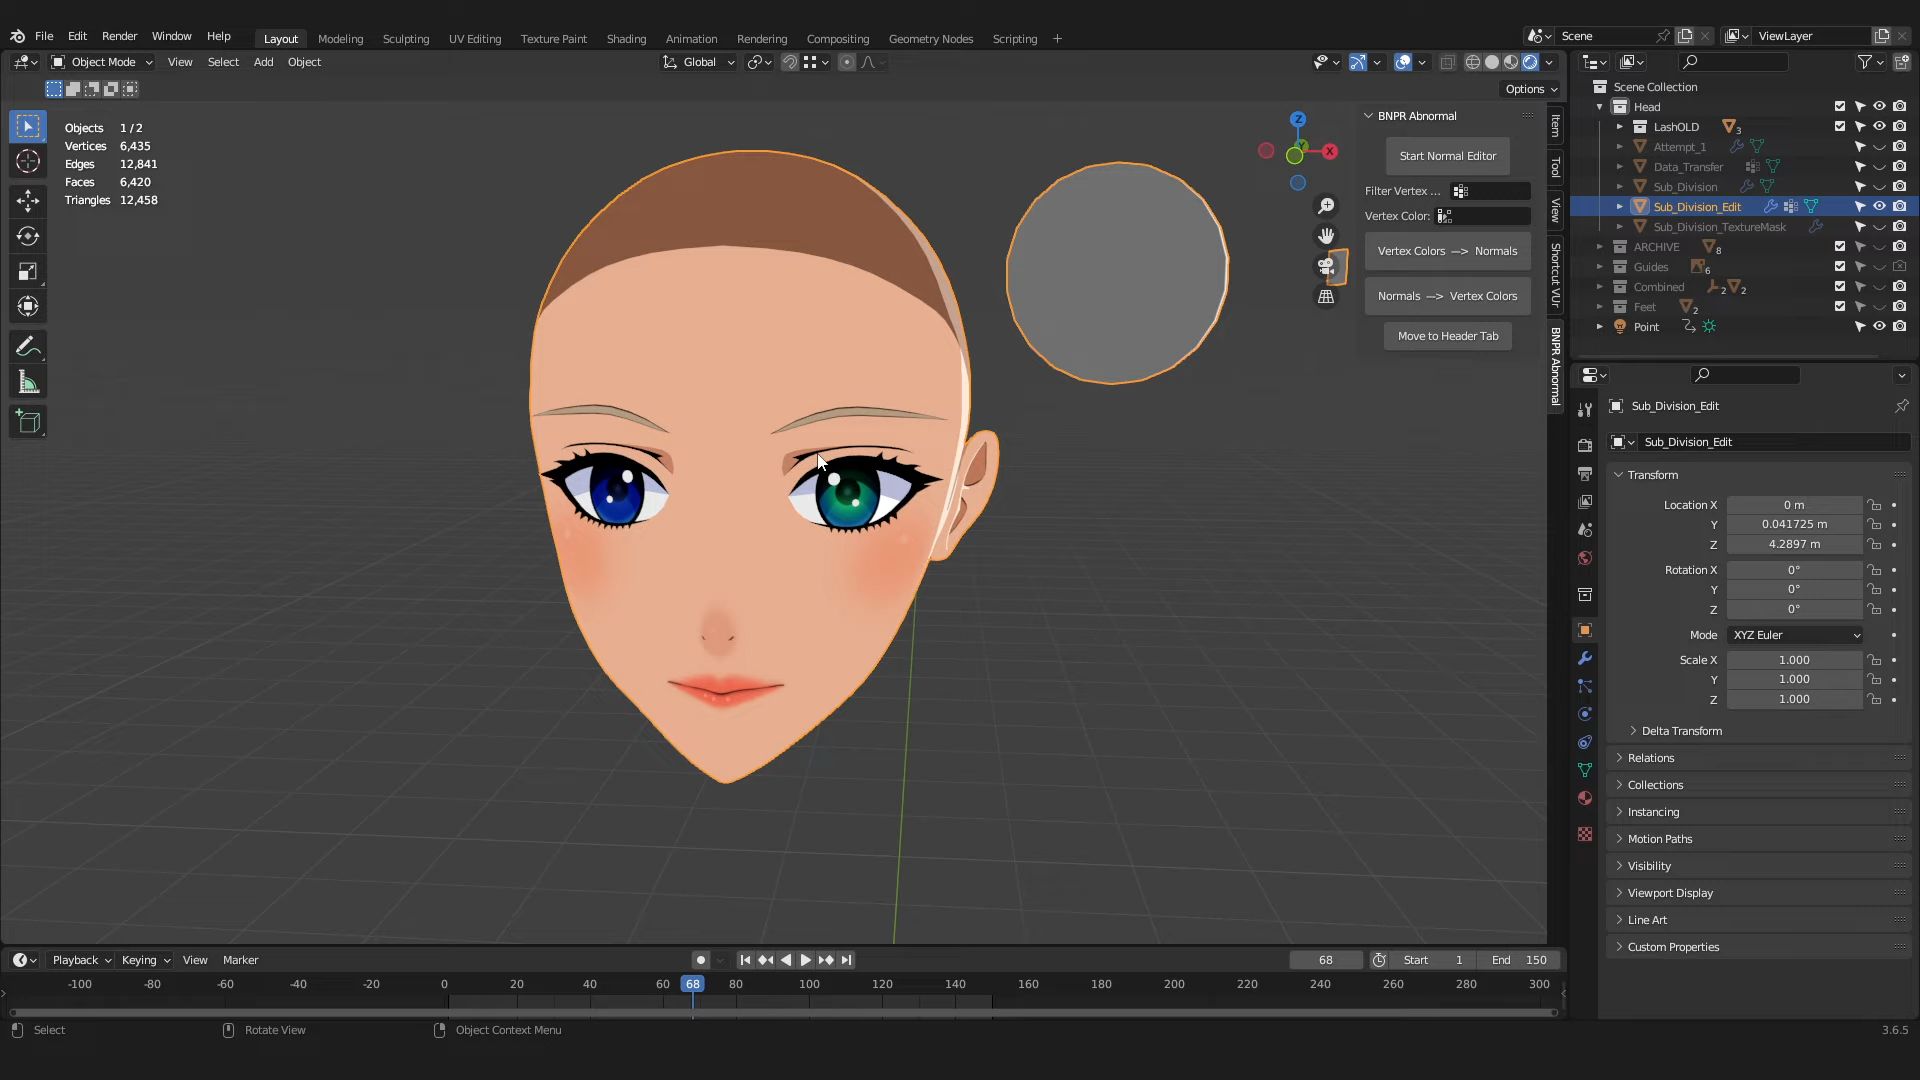 File Edit Render Window Help Layout Modeling Sculpting UV Editing Texture Paint Shading Animation Rendering Compositing Geometry Nodes Scripting + Scene ViewLayer
Object Mode View Select Add Object Global
Options
Objects 1 / 2
Vertices 6,435
Edges 12,841
Faces 6,420
Triangles 12,458
Z
X
BNPR Abnormal
Start Normal Editor
Filter Vertex ...
Vertex Color:
Vertex Colors —> Normals
Normals —> Vertex Colors
Move to Header Tab
Item
Tool
View
Shortcut VUr
BNPR Abnormal
Scene Collection
Head
LashOLD 3
Attempt_1
Data_Transfer
Sub_Division
Sub_Division_Edit
Sub_Division_TextureMask
ARCHIVE 8
Guides 6
Combined 2 2
Feet 2
Point
Sub_Division_Edit
Sub_Division_Edit
Transform
Location X 0 m
Y 0.041725 m
Z 4.2897 m
Rotation X 0°
Y 0°
Z 0°
Mode XYZ Euler
Scale X 1.000
Y 1.000
Z 1.000
Delta Transform
Relations
Collections
Instancing
Motion Paths
Visibility
Viewport Display
Line Art
Custom Properties
Playback Keying View Marker 68 Start 1 End 150
-100 -80 -60 -40 -20 0 20 40 60 68 80 100 120 140 160 180 200 220 240 260 280 300
Select Rotate View Object Context Menu 3.6.5